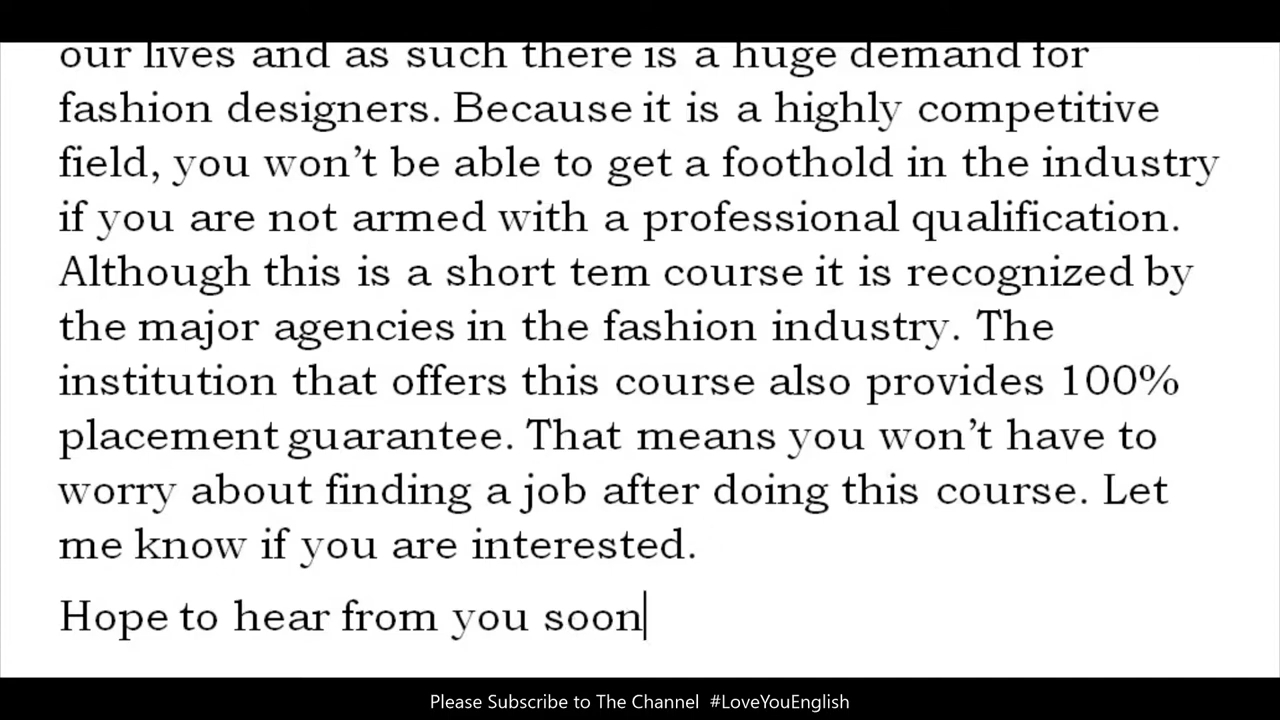 our lives and as such there is a huge demand for
fashion designers. Because it is a highly competitive
field, you won’t be able to get a foothold in the industry
if you are not armed with a professional qualification.
Although this is a short tem course it is recognized by
the major agencies in the fashion industry. The
institution that offers this course also provides 100%
placement guarantee. That means you won’t have to
worry about finding a job after doing this course. Let
me know if you are interested.
Hope to hear from you soon
Please Subscribe to The Channel #LoveYouEnglish